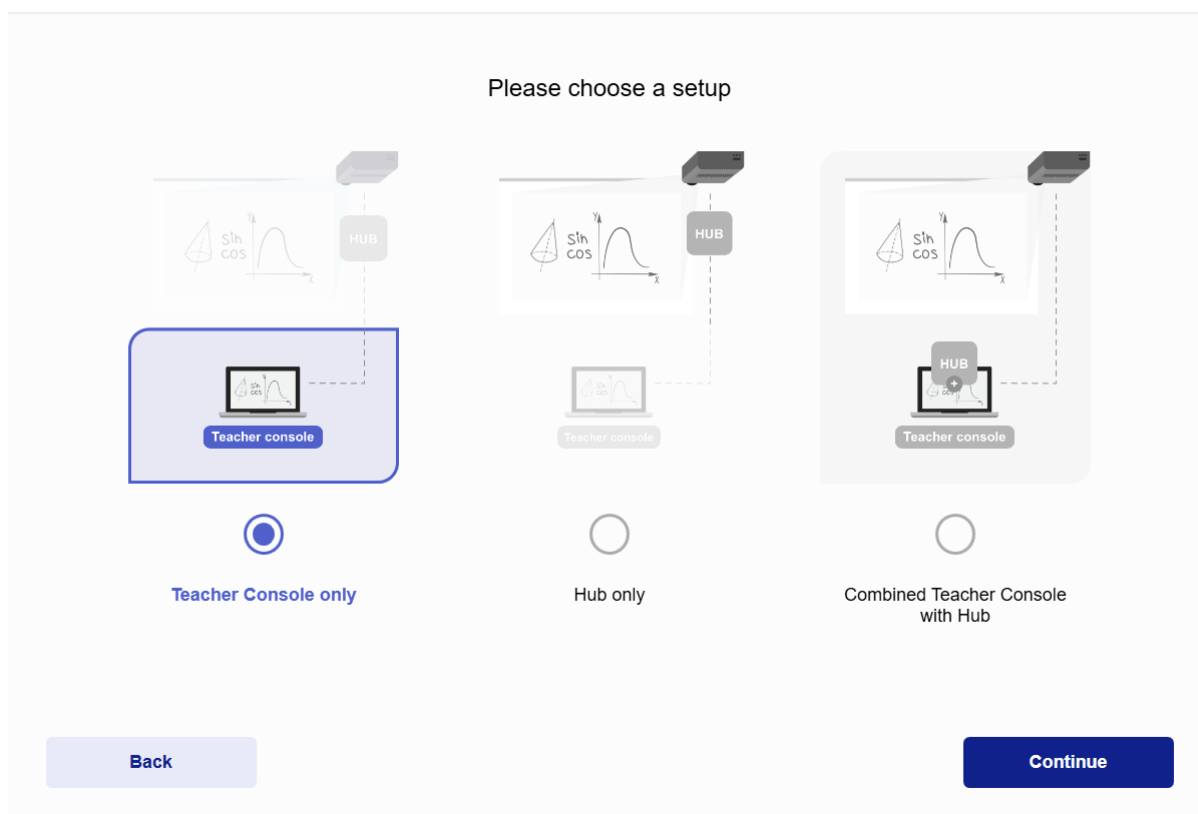 Please choose a setup
Y
sin
cos
X
HUB
Teacher console
Y
sin
cos
X
HUB
Teacher console
Y
sin
cos
X
HUB
+
Teacher console
Teacher Console only
Hub only
Combined Teacher Console
with Hub
Back
Continue